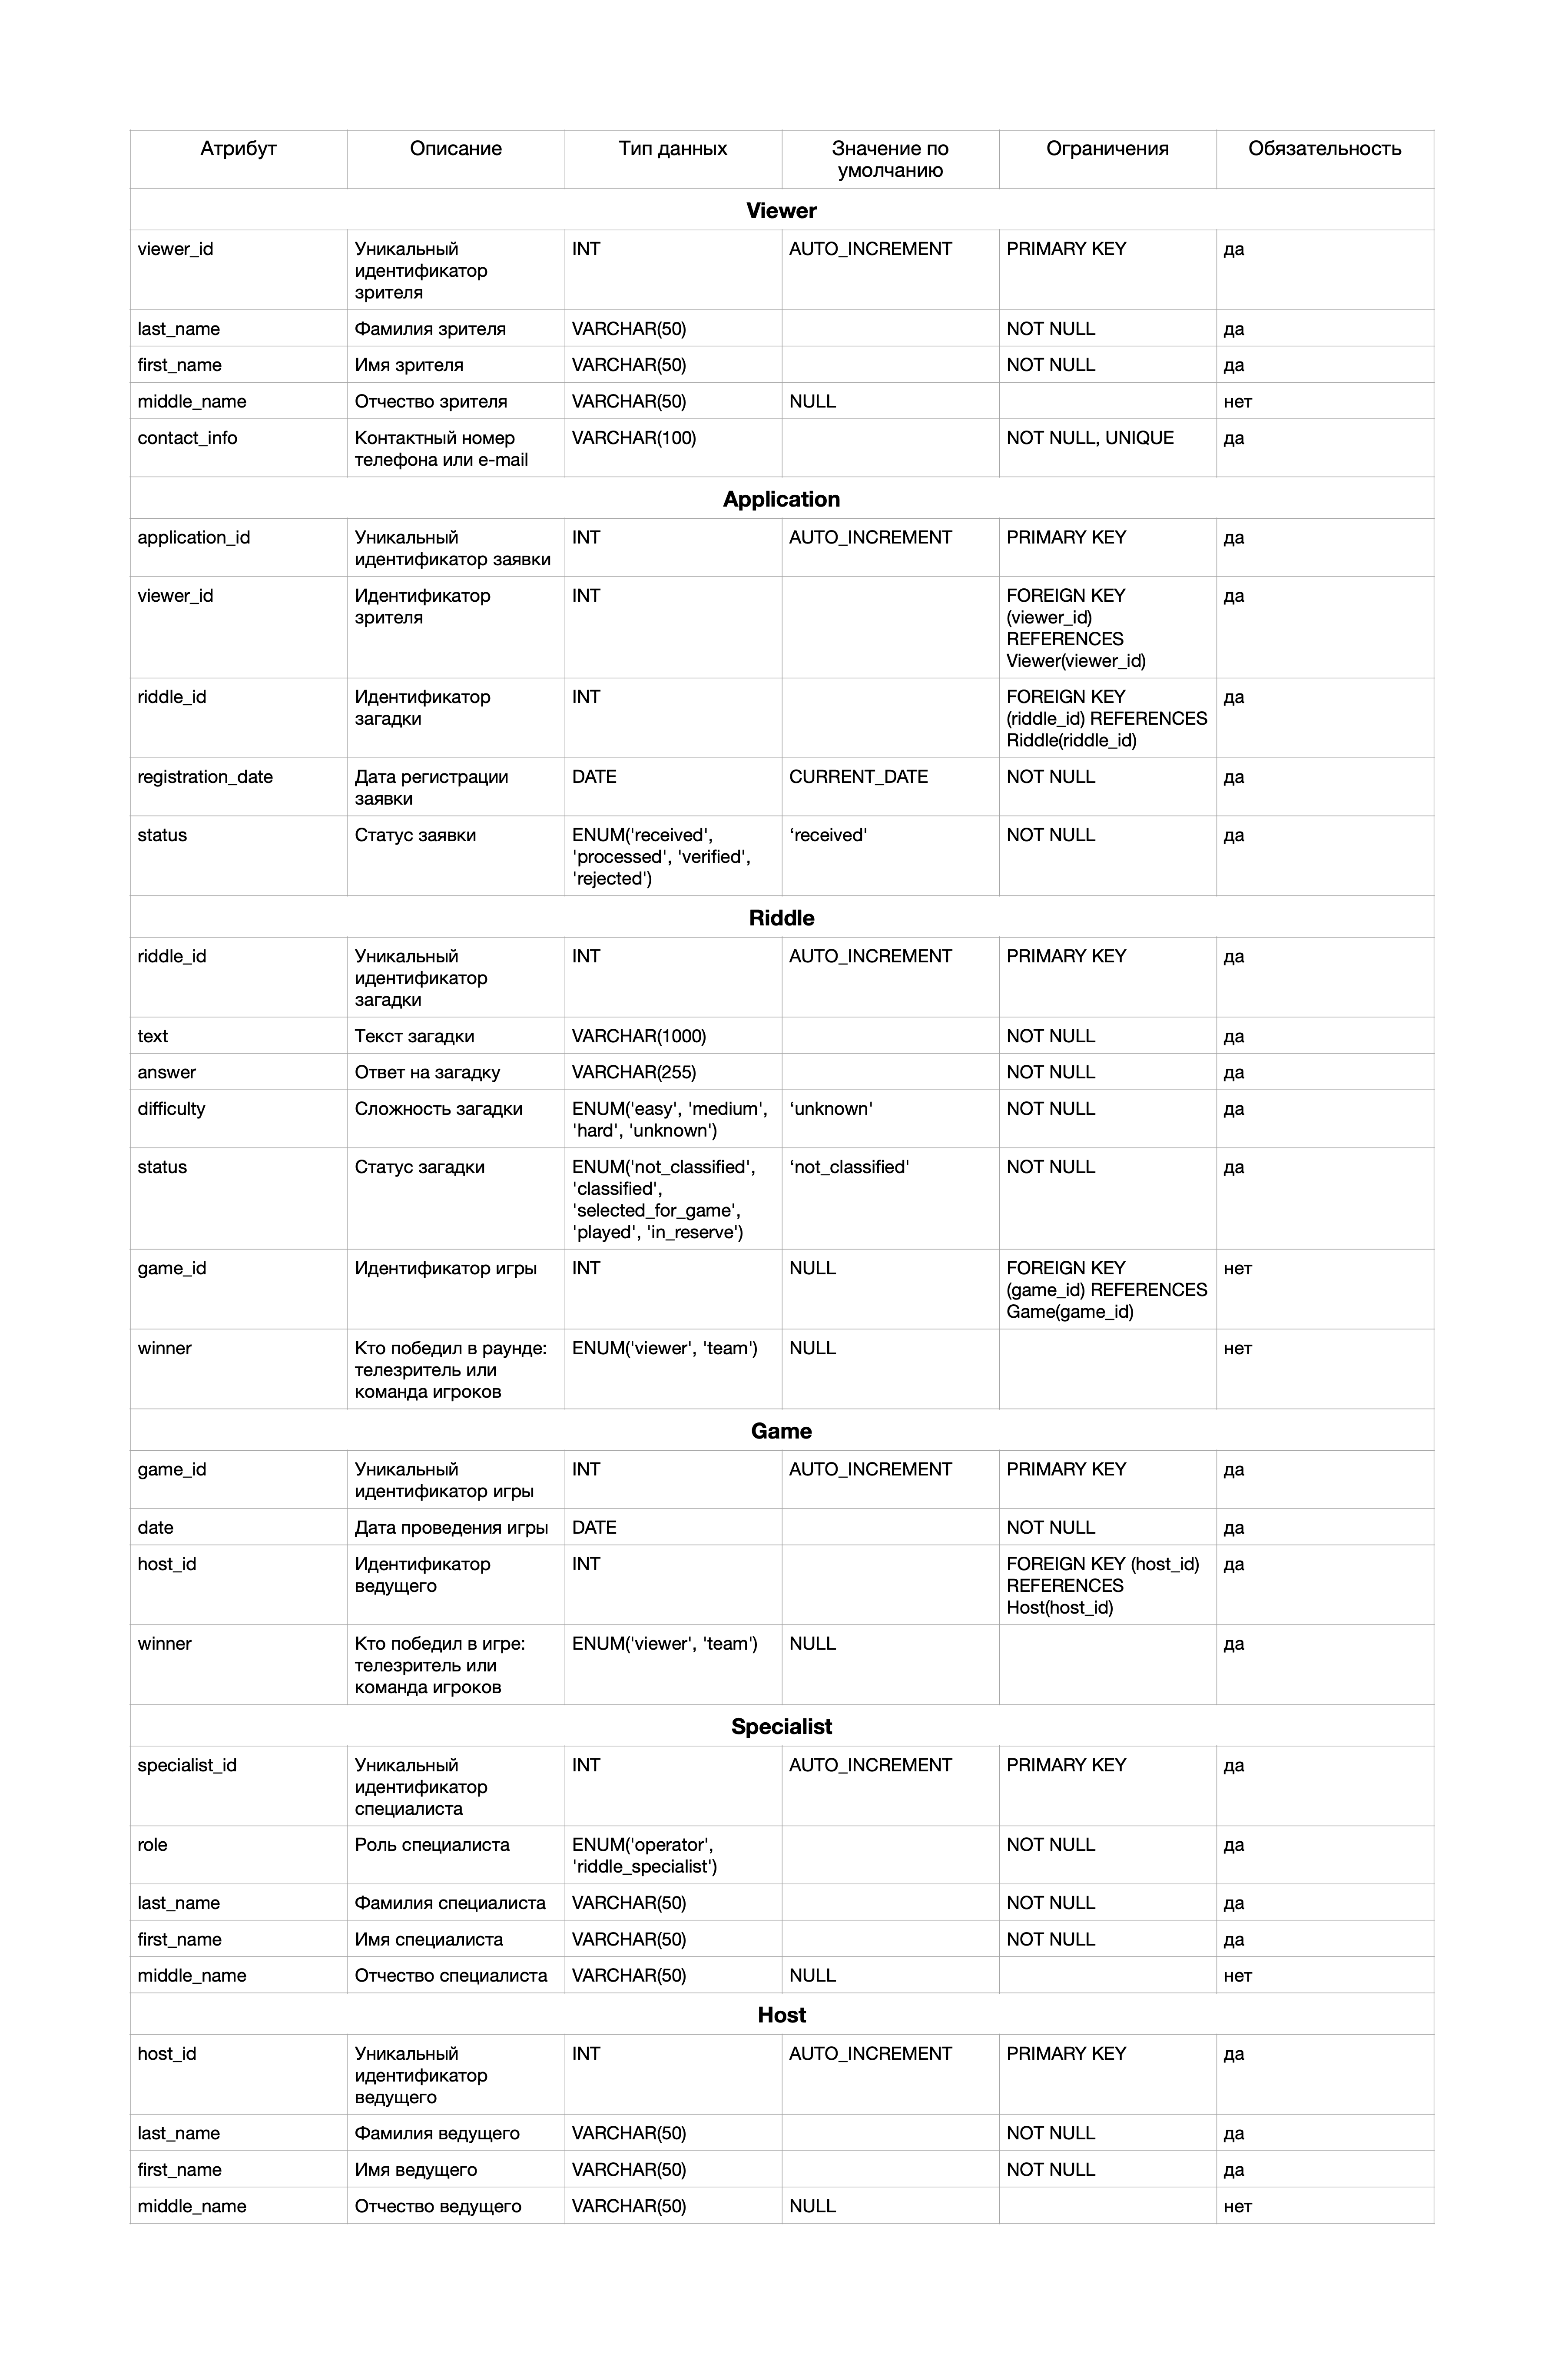 Атрибут
Описание
Тип данных
Значение по
умолчанию
Ограничения
Обязательность
Viewer
viewer_id
Уникальный
идентификатор
зрителя
INT
AUTO_INCREMENT
PRIMARY KEY
да
last_name
Фамилия зрителя
VARCHAR(50)
NOT NULL
да
first_name
Имя зрителя
VARCHAR(50)
NOT NULL
да
middle_name
Отчество зрителя
VARCHAR(50)
NULL
нет
contact_info
Контактный номер
телефона или e-mail
VARCHAR(100)
NOT NULL, UNIQUE
да
Application
application_id
Уникальный
идентификатор заявки
INT
AUTO_INCREMENT
PRIMARY KEY
да
viewer_id
Идентификатор
зрителя
INT
FOREIGN KEY
(viewer_id)
REFERENCES
Viewer(viewer_id)
да
riddle_id
Идентификатор
загадки
INT
FOREIGN KEY
(riddle_id) REFERENCES
Riddle(riddle_id)
да
registration_date
Дата регистрации
заявки
DATE
CURRENT_DATE
NOT NULL
да
status
Статус заявки
ENUM('received',
'processed', 'verified',
'rejected')
‘received'
NOT NULL
да
Riddle
riddle_id
Уникальный
идентификатор
загадки
INT
AUTO_INCREMENT
PRIMARY KEY
да
text
Текст загадки
VARCHAR(1000)
NOT NULL
да
answer
Ответ на загадку
VARCHAR(255)
NOT NULL
да
difficulty
Сложность загадки
ENUM('easy', 'medium',
'hard', 'unknown')
‘unknown'
NOT NULL
да
status
Статус загадки
ENUM('not_classified',
'classified',
'selected_for_game',
'played', 'in_reserve')
‘not_classified'
NOT NULL
да
game_id
Идентификатор игры
INT
NULL
FOREIGN KEY
(game_id) REFERENCES
Game(game_id)
нет
winner
Кто победил в раунде:
телезритель или
команда игроков
ENUM('viewer', 'team')
NULL
нет
Game
game_id
Уникальный
идентификатор игры
INT
AUTO_INCREMENT
PRIMARY KEY
да
date
Дата проведения игры
DATE
NOT NULL
да
host_id
Идентификатор
ведущего
INT
FOREIGN KEY (host_id)
REFERENCES
Host(host_id)
да
winner
Кто победил в игре:
телезритель или
команда игроков
ENUM('viewer', 'team')
NULL
да
Specialist
specialist_id
Уникальный
идентификатор
специалиста
INT
AUTO_INCREMENT
PRIMARY KEY
да
role
Роль специалиста
ENUM('operator',
'riddle_specialist')
NOT NULL
да
last_name
Фамилия специалиста
VARCHAR(50)
NOT NULL
да
first_name
Имя специалиста
VARCHAR(50)
NOT NULL
да
middle_name
Отчество специалиста
VARCHAR(50)
NULL
нет
Host
host_id
Уникальный
идентификатор
ведущего
INT
AUTO_INCREMENT
PRIMARY KEY
да
last_name
Фамилия ведущего
VARCHAR(50)
NOT NULL
да
first_name
Имя ведущего
VARCHAR(50)
NOT NULL
да
middle_name
Отчество ведущего
VARCHAR(50)
NULL
нет